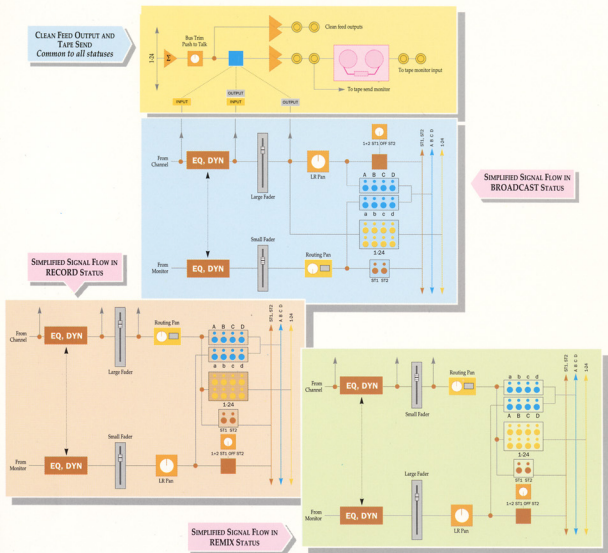 CLEAN FEED OUTPUT AND
TAPE SEND
Common to all statuses
1-24
Σ
Bus Trim
Push to Talk
Clean feed outputs
To tape monitor input
To tape send monitor
INPUT
OUTPUT
INPUT
OUTPUT
From
Channel
EQ, DYN
Large Fader
LR Pan
1+2 ST1 OFF ST2
A B C D
a b c d
1-24
ST1 ST2
From
Monitor
EQ, DYN
Small Fader
Routing Pan
ST1, ST2
A B C D
1-24
SIMPLIFIED SIGNAL FLOW IN
BROADCAST STATUS
SIMPLIFIED SIGNAL FLOW IN
RECORD STATUS
From
Channel
EQ, DYN
Large Fader
Routing Pan
A B C D
a b c d
1-24
ST1 ST2
1+2 ST1 OFF ST2
From
Monitor
EQ, DYN
Small Fader
LR Pan
ST1, ST2
A B C D
1-24
From
Channel
EQ, DYN
Small Fader
Routing Pan
a b c d
A B C D
1-24
ST1 ST2
1+2 ST1 OFF ST2
From
Monitor
EQ, DYN
Large Fader
LR Pan
ST1, ST2
A B C D
1-24
SIMPLIFIED SIGNAL FLOW IN
REMIX STATUS